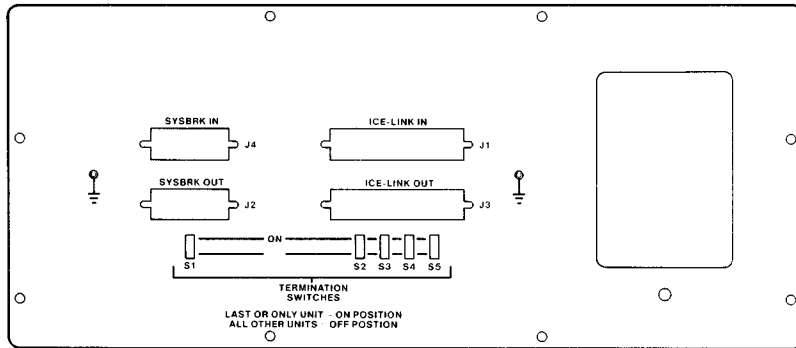 SYSBRK IN
ICE-LINK IN
J4
J1
SYSBRK OUT
ICE-LINK OUT
J2
J3
ON
S1
S2
S3
S4
S5
TERMINATION
SWITCHES
LAST OR ONLY UNIT - ON POSITION
ALL OTHER UNITS - OFF POSTION